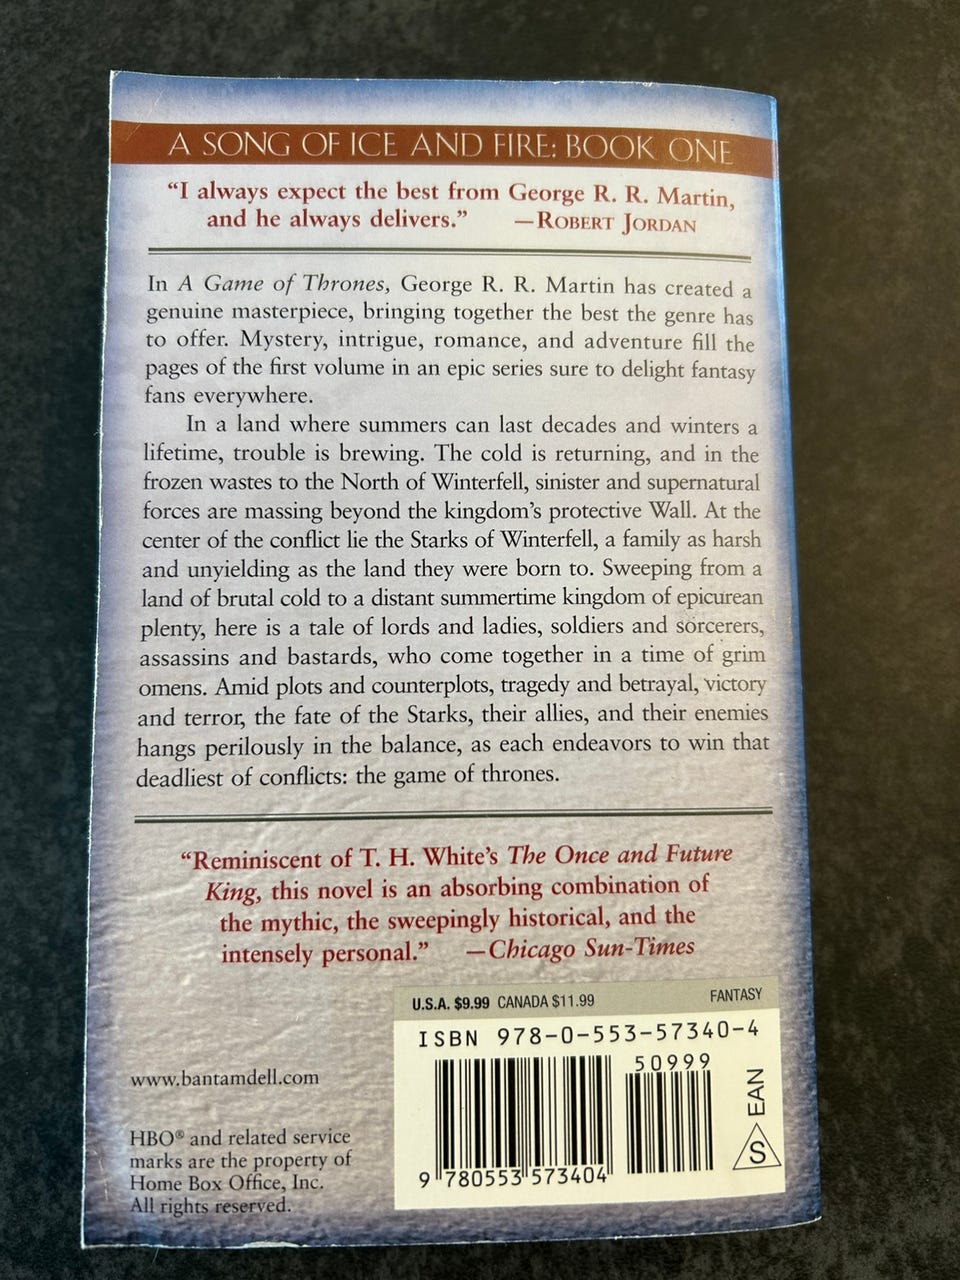 A SONG OF ICE AND FIRE: BOOK ONE
“I always expect the best from George R. R. Martin,
and he always delivers.” —ROBERT JORDAN
In A Game of Thrones, George R. R. Martin has created a
genuine masterpiece, bringing together the best the genre has
to offer. Mystery, intrigue, romance, and adventure fill the
pages of the first volume in an epic series sure to delight fantasy
fans everywhere.
In a land where summers can last decades and winters a
lifetime, trouble is brewing. The cold is returning, and in the
frozen wastes to the North of Winterfell, sinister and supernatural
forces are massing beyond the kingdom’s protective Wall. At the
center of the conflict lie the Starks of Winterfell, a family as harsh
and unyielding as the land they were born to. Sweeping from a
land of brutal cold to a distant summertime kingdom of epicurean
plenty, here is a tale of lords and ladies, soldiers and sorcerers,
assassins and bastards, who come together in a time of grim
omens. Amid plots and counterplots, tragedy and betrayal, victory
and terror, the fate of the Starks, their allies, and their enemies
hangs perilously in the balance, as each endeavors to win that
deadliest of conflicts: the game of thrones.
“Reminiscent of T. H. White’s The Once and Future
King, this novel is an absorbing combination of
the mythic, the sweepingly historical, and the
intensely personal.” —Chicago Sun-Times
U.S.A. $9.99 CANADA $11.99 FANTASY
ISBN 978-0-553-57340-4
50999
9 780553 573404
S EAN
www.bantamdell.com
HBO® and related service
marks are the property of
Home Box Office, Inc.
All rights reserved.